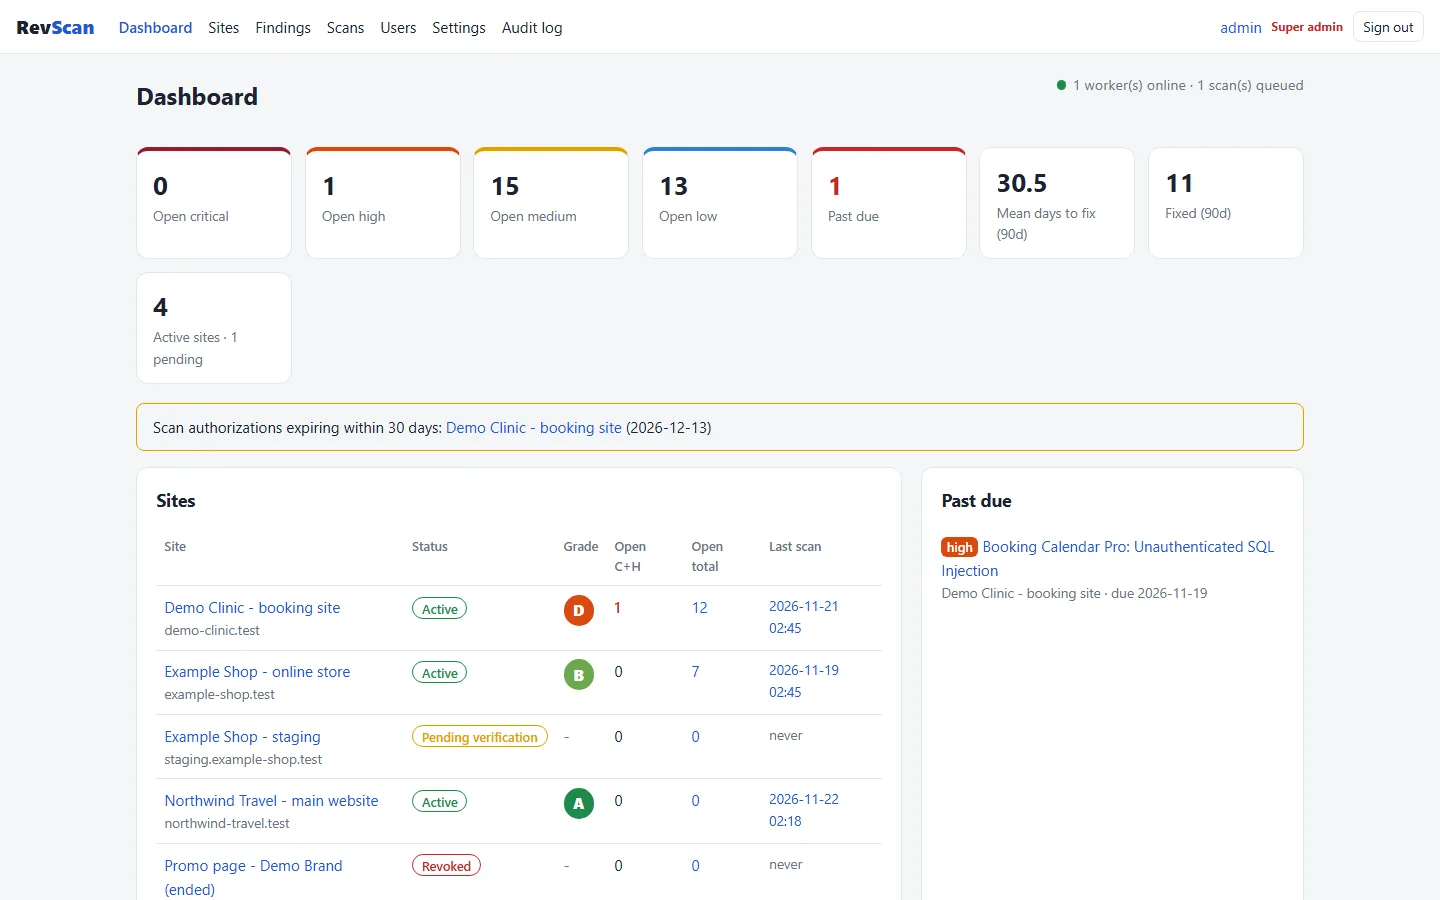 RevScan Dashboard Sites Findings Scans Users Settings Audit log admin Super admin Sign out
Dashboard
1 worker(s) online · 1 scan(s) queued
0
Open critical
1
Open high
15
Open medium
13
Open low
1
Past due
30.5
Mean days to fix
(90d)
11
Fixed (90d)
4
Active sites · 1
pending
Scan authorizations expiring within 30 days: Demo Clinic - booking site (2026-12-13)
Sites
Site Status Grade Open C+H Open total Last scan
Demo Clinic - booking site Active D 1 12 2026-11-21 02:45
demo-clinic.test
Example Shop - online store Active B 0 7 2026-11-19 02:45
example-shop.test
Example Shop - staging Pending verification - 0 0 never
staging.example-shop.test
Northwind Travel - main website Active A 0 0 2026-11-22 02:18
northwind-travel.test
Promo page - Demo Brand Revoked - 0 0 never
(ended)
Past due
high Booking Calendar Pro: Unauthenticated SQL
Injection
Demo Clinic - booking site · due 2026-11-19